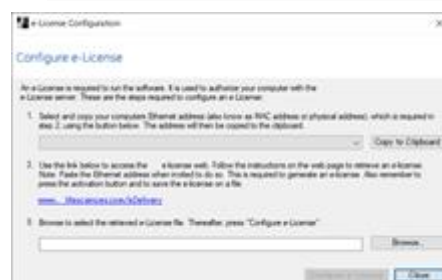 e-License Configuration
Configure e-License
An e-License is required to run the software. It is used to authorize your computer with the
e-License server. These are the steps required to configure an e-License:
1. Select and copy your computers Ethernet address (also know as MAC address or physical address), which is required in
step 2, using the button below. The address will then be copied to the clipboard.
Copy to Clipboard
2. Use the link below to access the e-license web. Follow the instructions on the web page to retrieve an e-license.
Note: Paste the Ethernet address when invited to do so. This is required to generate an e-license. Also remember to
press the activation button and to save the e-license on a file.
3. Browse to select the retrieved e-License file. Thereafter, press "Configure e-License"
Browse...
Close